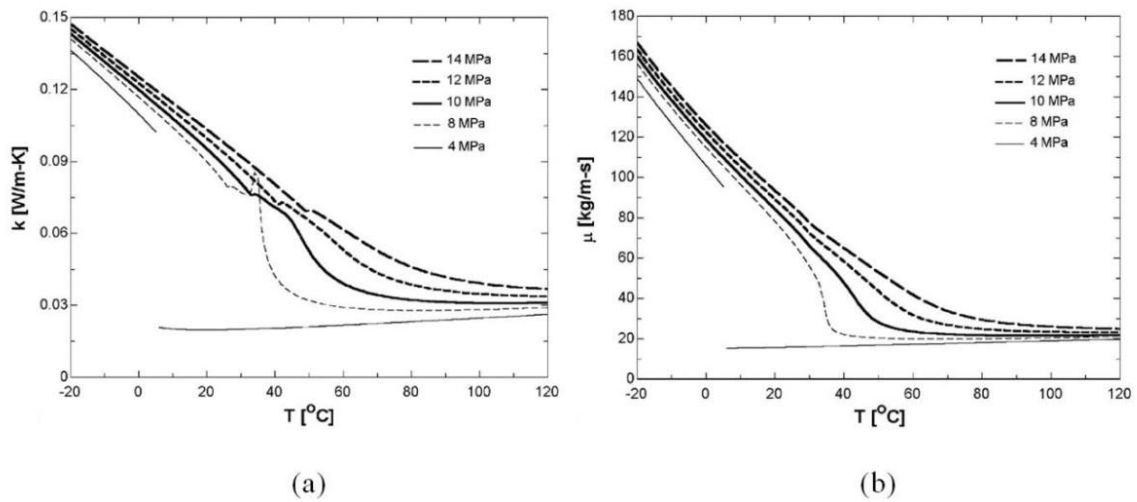 0.15
0.12
0.09
0.06
0.03
0
k [W/m-K]
-20
0
20
40
60
80
100
120
T [°C]
14 MPa
12 MPa
10 MPa
8 MPa
4 MPa
(a)
180
160
140
120
100
80
60
40
20
0
μ [kg/m-s]
-20
0
20
40
60
80
100
120
T [°C]
14 MPa
12 MPa
10 MPa
8 MPa
4 MPa
(b)